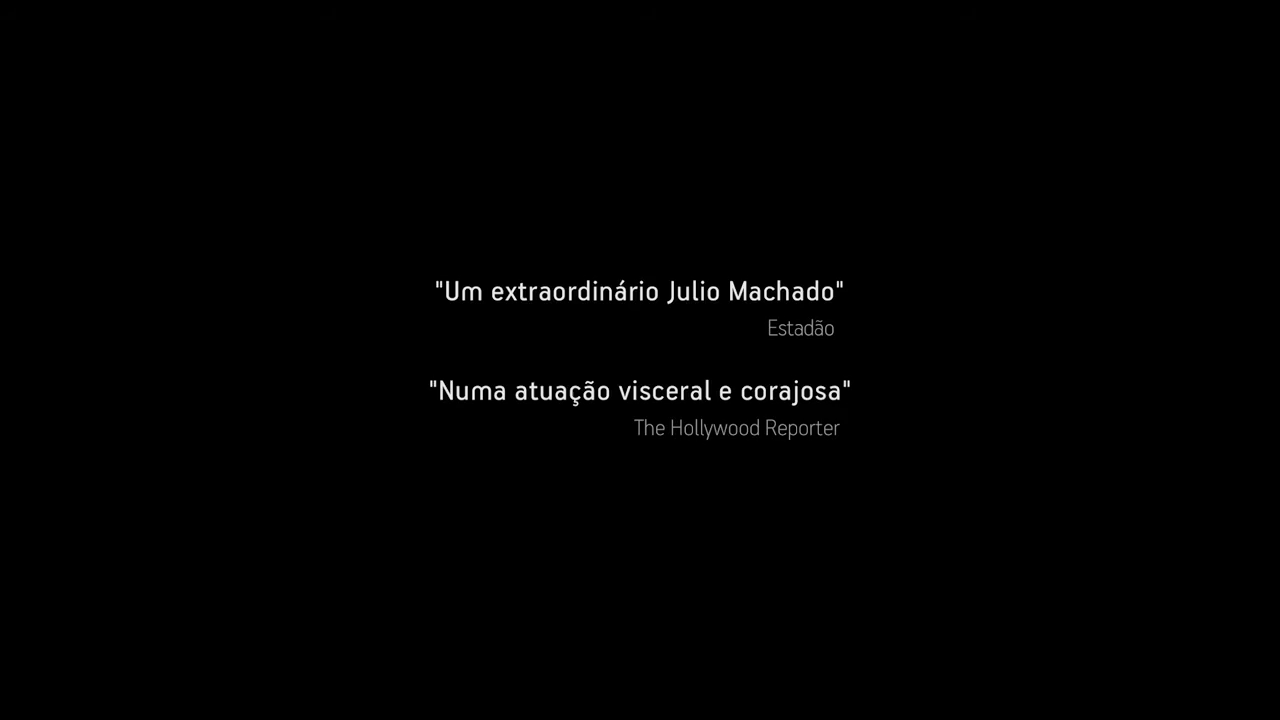 "Um extraordinário Julio Machado"
Estadão
"Numa atuação visceral e corajosa"
The Hollywood Reporter